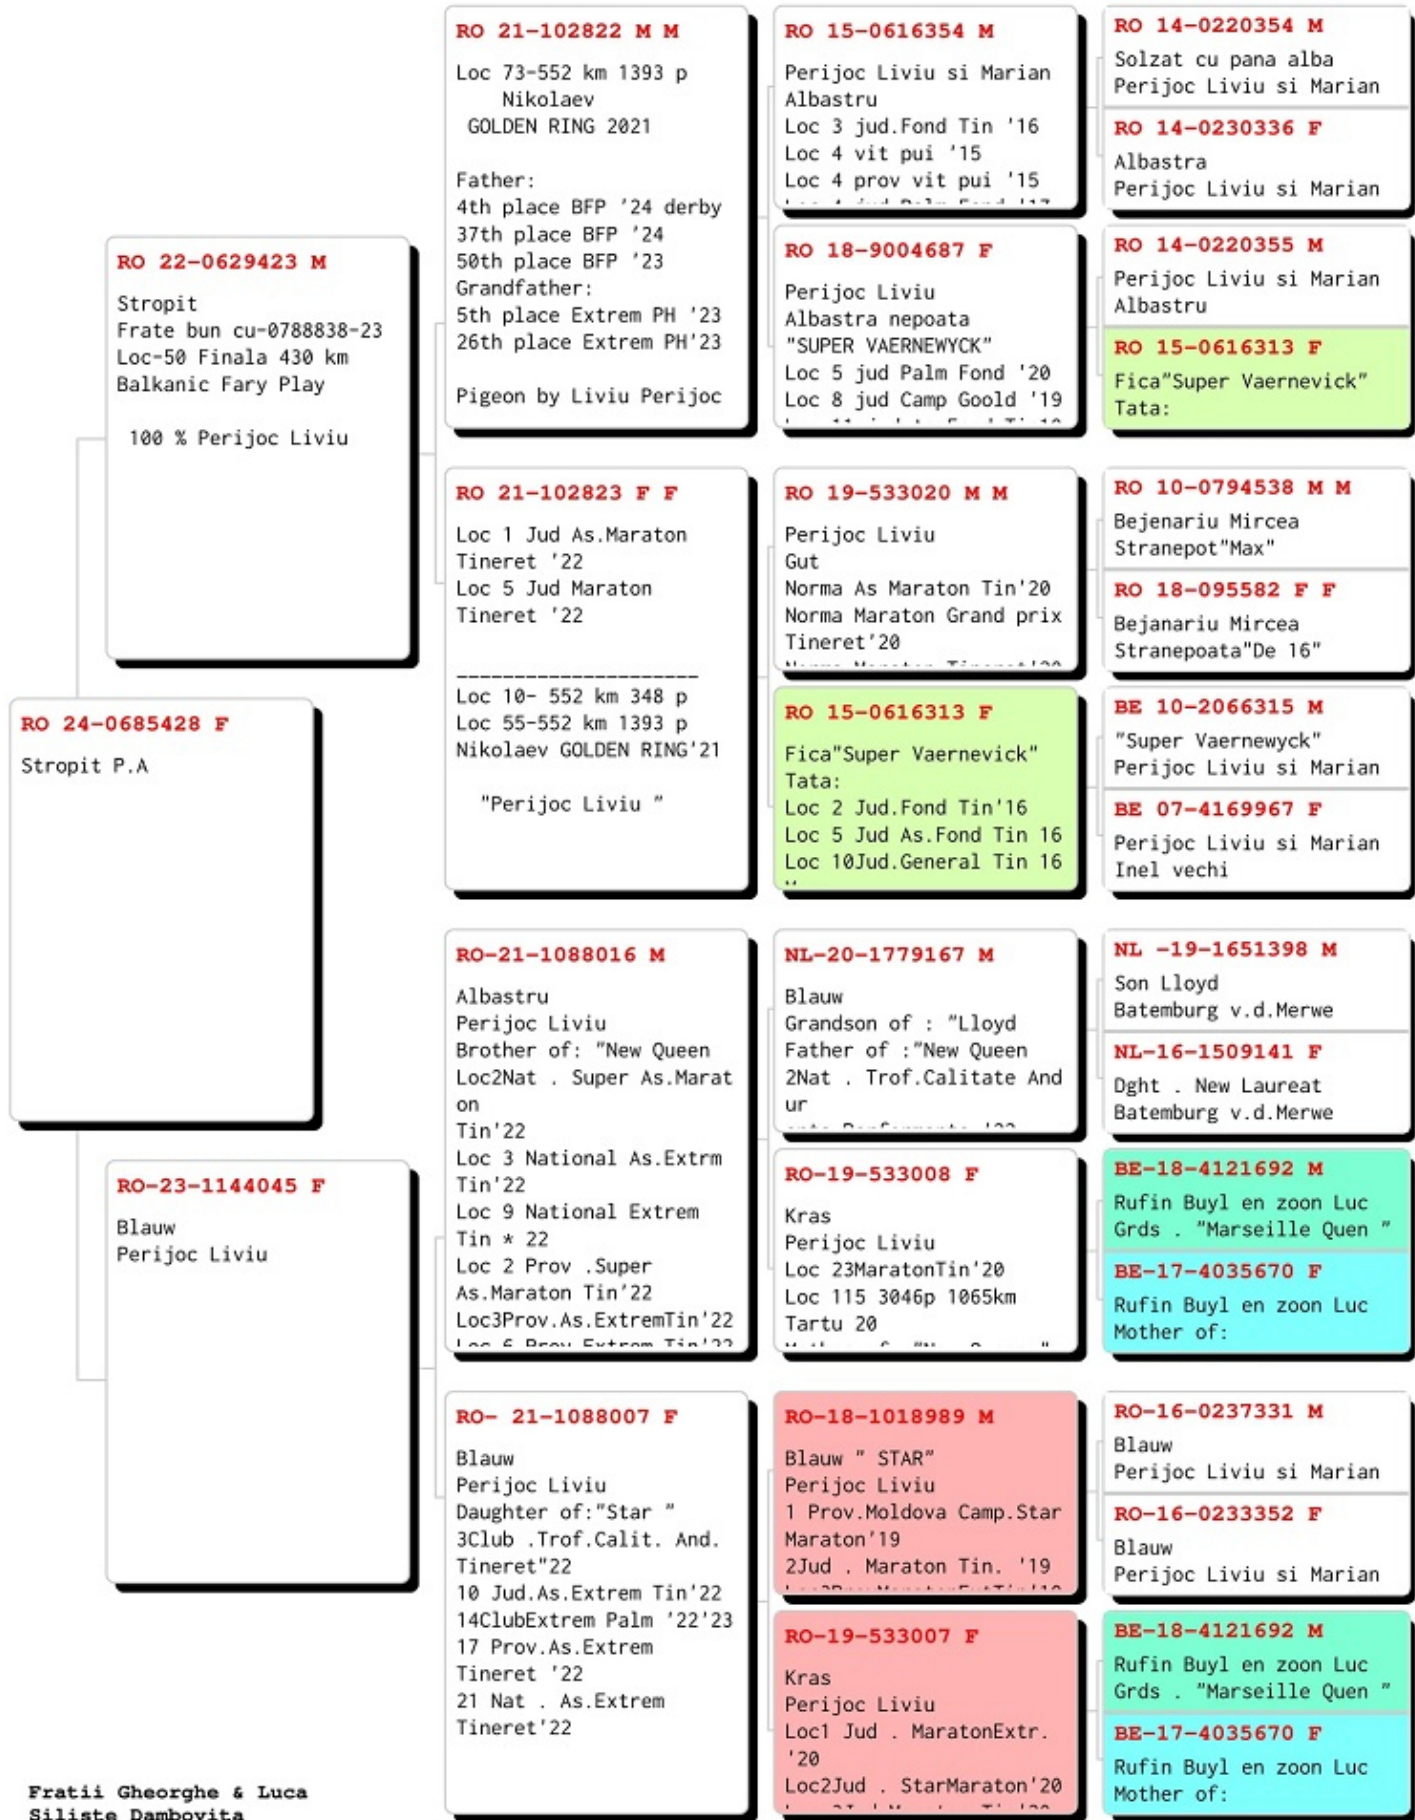 RO 24-0685428 F
Stropit P.A
RO 22-0629423 M
Stropit
Frate bun cu-0788838-23
Loc-50 Finala 430 km
Balkanic Fary Play
100 % Perijoc Liviu
RO-23-1144045 F
Blauw
Perijoc Liviu
RO 21-102822 M M
Loc 73-552 km 1393 p
Nikolaev
GOLDEN RING 2021
Father:
4th place BFP '24 derby
37th place BFP '24
50th place BFP '23
Grandfather:
5th place Extrem PH '23
26th place Extrem PH'23
Pigeon by Liviu Perijoc
RO 21-102823 F F
Loc 1 Jud As.Maraton
Tineret '22
Loc 5 Jud Maraton
Tineret '22
____________________
Loc 10- 552 km 348 p
Loc 55-552 km 1393 p
Nikolaev GOLDEN RING'21
"Perijoc Liviu "
RO-21-1088016 M
Albastru
Perijoc Liviu
Brother of: "New Queen
Loc2Nat . Super As.Marat
on
Tin'22
Loc 3 National As.Extrm
Tin'22
Loc 9 National Extrem
Tin * 22
Loc 2 Prov .Super
As.Maraton Tin'22
Loc3Prov.As.ExtremTin'22
RO- 21-1088007 F
Blauw
Perijoc Liviu
Daughter of:"Star "
3Club .Trof.Calit. And.
Tineret"22
10 Jud.As.Extrem Tin'22
14ClubExtrem Palm '22'23
17 Prov.As.Extrem
Tineret '22
21 Nat . As.Extrem
Tineret'22
RO 15-0616354 M
Perijoc Liviu si Marian
Albastru
Loc 3 jud.Fond Tin '16
Loc 4 vit pui '15
Loc 4 prov vit pui '15
RO 18-9004687 F
Perijoc Liviu
Albastra nepoata
"SUPER VAERNEWYCK"
Loc 5 jud Palm Fond '20
Loc 8 jud Camp Goold '19
RO 19-533020 M M
Perijoc Liviu
Gut
Norma As Maraton Tin'20
Norma Maraton Grand prix
Tineret'20
RO 15-0616313 F
Fica"Super Vaernevick"
Tata:
Loc 2 Jud.Fond Tin'16
Loc 5 Jud As.Fond Tin 16
Loc 10Jud.General Tin 16
NL-20-1779167 M
Blauw
Grandson of : "Lloyd
Father of :"New Queen
2Nat . Trof.Calitate And
ur
RO-19-533008 F
Kras
Perijoc Liviu
Loc 23MaratonTin'20
Loc 115 3046p 1065km
Tartu 20
RO-18-1018989 M
Blauw " STAR"
Perijoc Liviu
1 Prov.Moldova Camp.Star
Maraton'19
2Jud . Maraton Tin. '19
RO-19-533007 F
Kras
Perijoc Liviu
Loc1 Jud . MaratonExtr.
'20
Loc2Jud . StarMaraton'20
RO 14-0220354 M
Solzat cu pana alba
Perijoc Liviu si Marian
RO 14-0230336 F
Albastra
Perijoc Liviu si Marian
RO 14-0220355 M
Perijoc Liviu si Marian
Albastru
RO 15-0616313 F
Fica"Super Vaernevick"
Tata:
RO 10-0794538 M M
Bejenariu Mircea
Stranepot"Max"
RO 18-095582 F F
Bejanariu Mircea
Stranepoata"De 16"
BE 10-2066315 M
"Super Vaernewyck"
Perijoc Liviu si Marian
BE 07-4169967 F
Perijoc Liviu si Marian
Inel vechi
NL -19-1651398 M
Son Lloyd
Batemburg v.d.Merwe
NL-16-1509141 F
Dght . New Laureat
Batemburg v.d.Merwe
BE-18-4121692 M
Rufin Buyl en zoon Luc
Grds . "Marseille Quen "
BE-17-4035670 F
Rufin Buyl en zoon Luc
Mother of:
RO-16-0237331 M
Blauw
Perijoc Liviu si Marian
RO-16-0233352 F
Blauw
Perijoc Liviu si Marian
BE-18-4121692 M
Rufin Buyl en zoon Luc
Grds . "Marseille Quen "
BE-17-4035670 F
Rufin Buyl en zoon Luc
Mother of:
Fratii Gheorghe & Luca
Siliste Dambovita